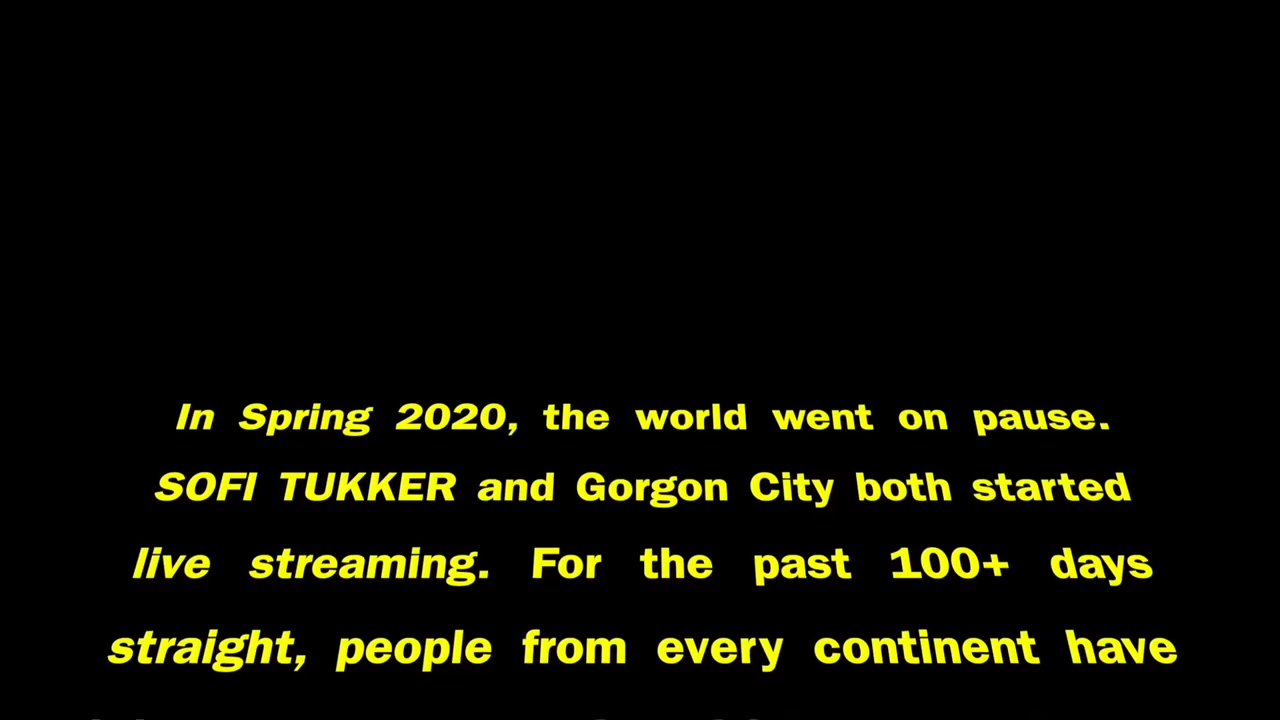 In Spring 2020, the world went on pause.
SOFI TUKKER and Gorgon City both started
live streaming. For the past 100+ days
straight, people from every continent have